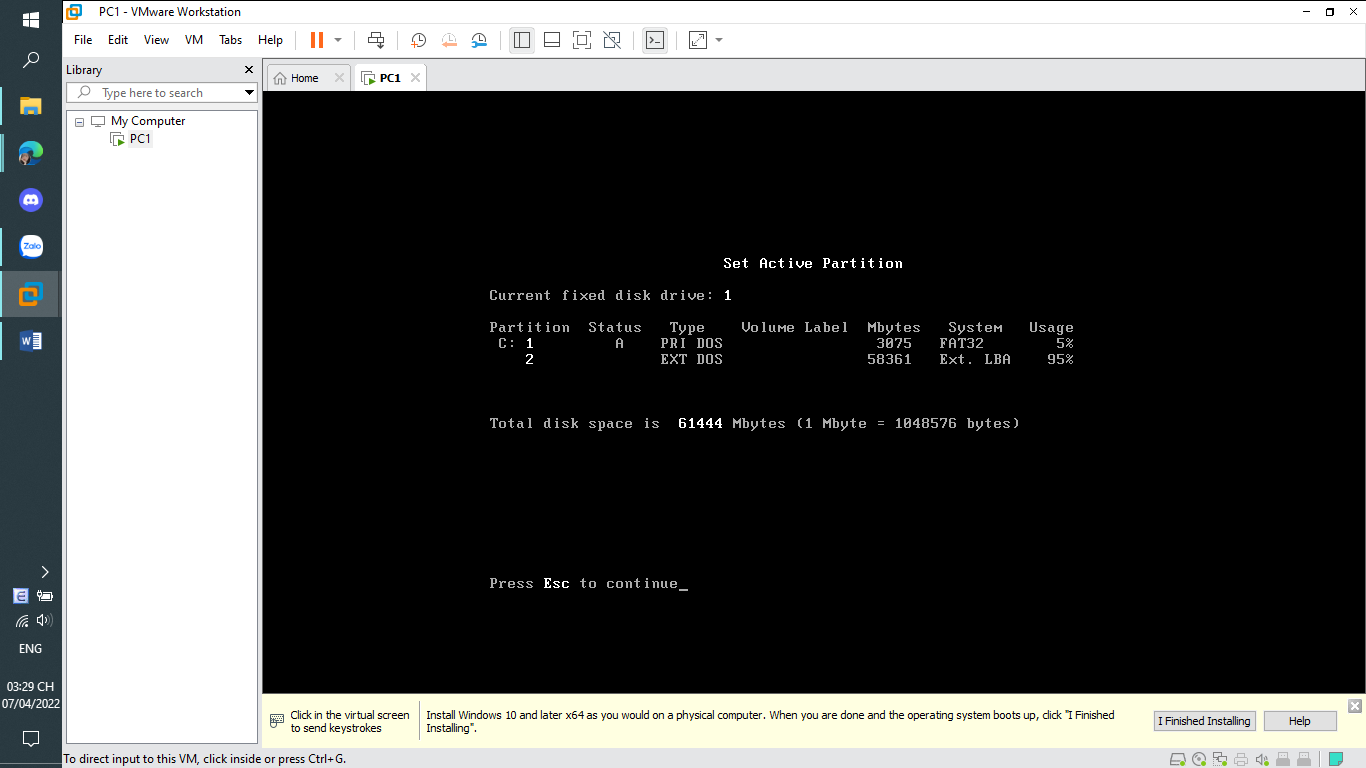 PC1 - VMware Workstation
File Edit View VM Tabs Help
Library
Type here to search
My Computer
PC1
Home
PC1
Set Active Partition
Current fixed disk drive: 1
Partition Status Type Volume Label Mbytes System Usage
C: 1 A PRI DOS 3075 FAT32 5%
2 EXT DOS 58361 Ext. LBA 95%
Total disk space is 61444 Mbytes (1 Mbyte = 1048576 bytes)
Press Esc to continue_
Click in the virtual screen
to send keystrokes
Install Windows 10 and later x64 as you would on a physical computer. When you are done and the operating system boots up, click "I Finished
Installing".
I Finished Installing
Help
To direct input to this VM, click inside or press Ctrl+G.
Zalo
W
E
ENG
03:29 CH
07/04/2022